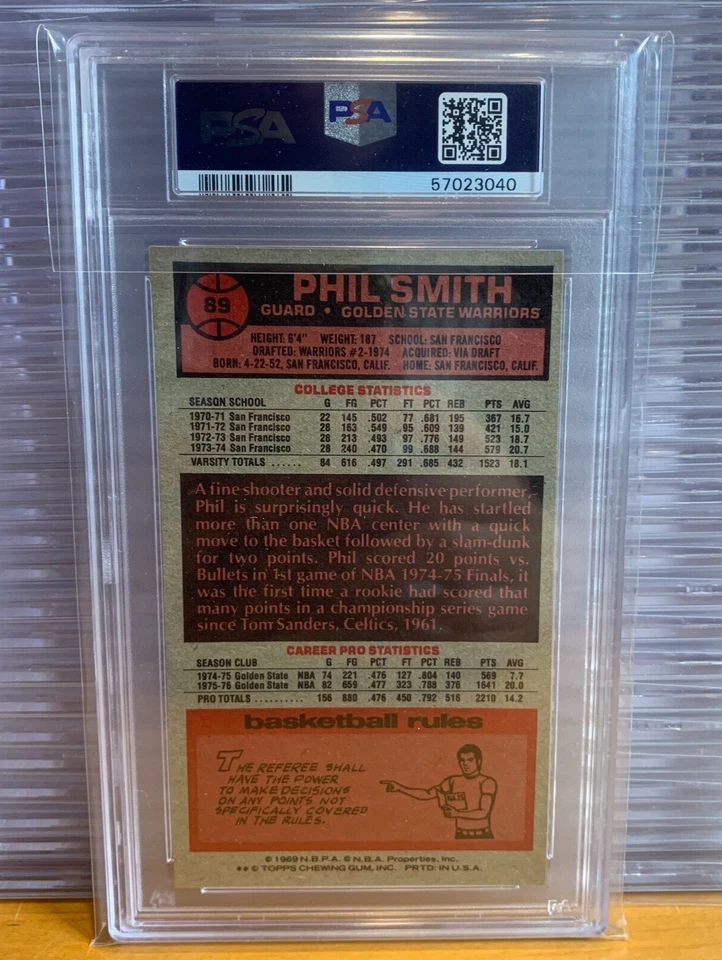 PSA
PSA
57023040
89
PHIL SMITH
GUARD • GOLDEN STATE WARRIORS
HEIGHT: 6'4" WEIGHT: 187 SCHOOL: SAN FRANCISCO
DRAFTED: WARRIORS #2-1974 ACQUIRED: VIA DRAFT
BORN: 4-22-52, SAN FRANCISCO, CALIF. HOME: SAN FRANCISCO, CALIF.
COLLEGE STATISTICS
SEASON SCHOOL G FG PCT FT PCT REB PTS AVG
1970-71 San Francisco 22 145 .502 77 .681 195 367 16.7
1971-72 San Francisco 28 163 .549 95 .609 139 421 15.0
1972-73 San Francisco 28 213 .493 97 .776 149 523 18.7
1973-74 San Francisco 28 240 .470 99 .688 144 579 20.7
VARSITY TOTALS ...... 84 616 .497 291 .685 432 1523 18.1
A fine shooter and solid defensive performer,
Phil is surprisingly quick. He has startled
more than one NBA center with a quick
move to the basket followed by a slam-dunk
for two points. Phil scored 20 points vs.
Bullets in 1st game of NBA 1974-75 Finals, it
was the first time a rookie had scored that
many points in a championship series game
since Tom Sanders, Celtics, 1961.
CAREER PRO STATISTICS
SEASON CLUB G FG PCT FT PCT REB PTS AVG
1974-75 Golden State NBA 74 221 .476 127 .804 140 569 7.7
1975-76 Golden State NBA 82 659 .477 323 .788 376 1641 20.0
PRO TOTALS .......... 156 880 .476 450 .792 516 2210 14.2
basketball rules
THE REFEREE SHALL
HAVE THE POWER
TO MAKE DECISIONS
ON ANY POINTS NOT
SPECIFICALLY COVERED
IN THE RULES.
© 1969 N.B.P.A. © N.B.A. Properties, Inc.
** © TOPPS CHEWING GUM, INC. PRTD. IN U.S.A.